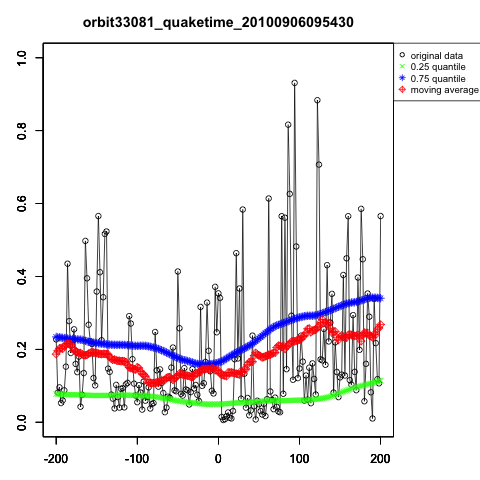 orbit33081_quaketime_20100906095430
original data
0.25 quantile
0.75 quantile
moving average
1.0
0.8
0.6
0.4
0.2
0.0
-200 -100 0 100 200